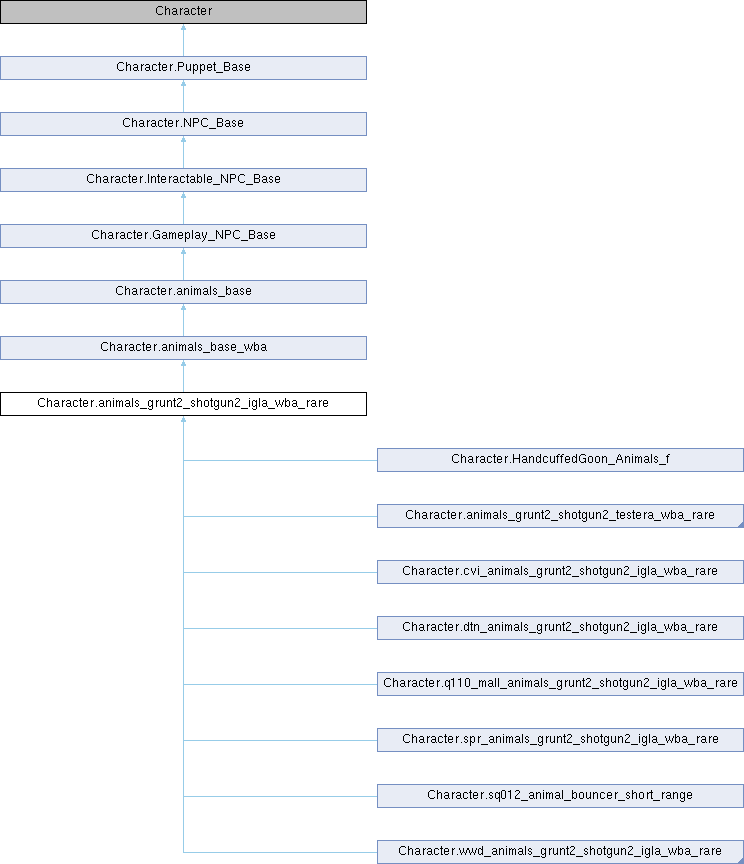 Character
Character.Puppet_Base
Character.NPC_Base
Character.Interactable_NPC_Base
Character.Gameplay_NPC_Base
Character.animals_base
Character.animals_base_wba
Character.animals_grunt2_shotgun2_igla_wba_rare
Character.HandcuffedGoon_Animals_f
Character.animals_grunt2_shotgun2_testera_wba_rare
Character.cvi_animals_grunt2_shotgun2_igla_wba_rare
Character.dtn_animals_grunt2_shotgun2_igla_wba_rare
Character.q110_mall_animals_grunt2_shotgun2_igla_wba_rare
Character.spr_animals_grunt2_shotgun2_igla_wba_rare
Character.sq012_animal_bouncer_short_range
Character.wwd_animals_grunt2_shotgun2_igla_wba_rare